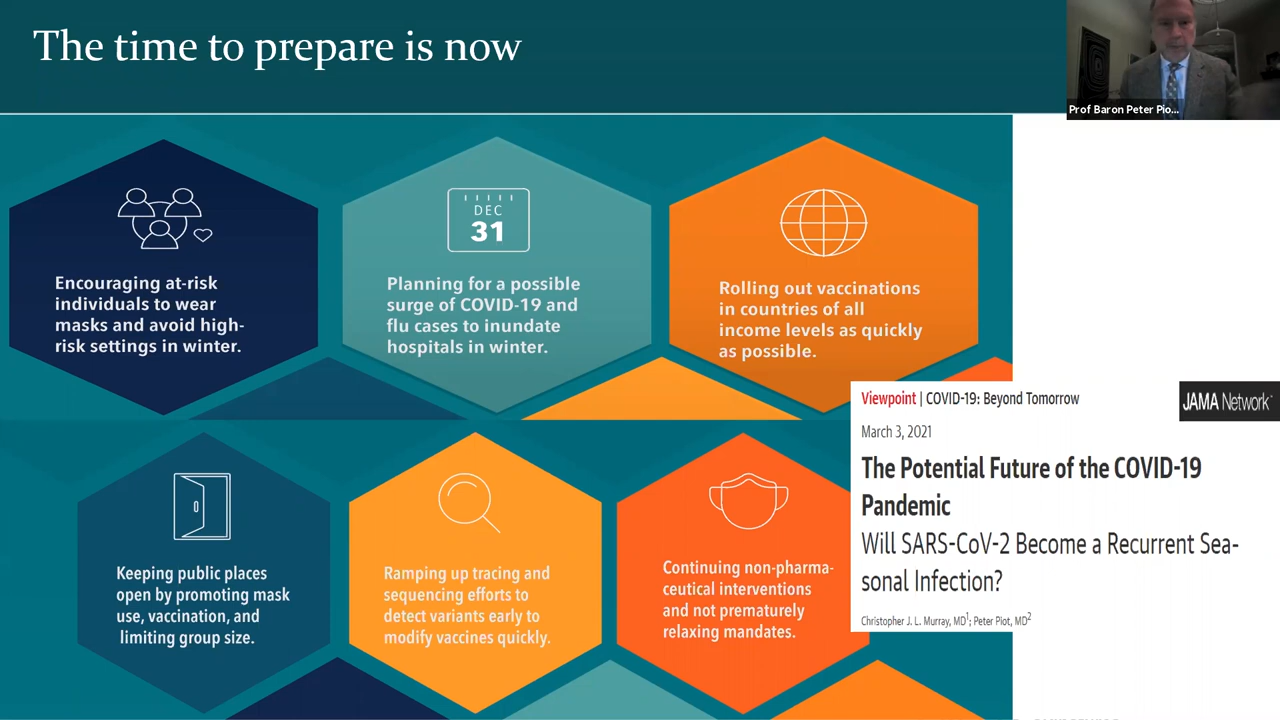 The time to prepare is now
Prof Baron Peter Pio...
Encouraging at-risk
individuals to wear
masks and avoid high-
risk settings in winter.
DEC
31
Planning for a possible
surge of COVID-19 and
flu cases to inundate
hospitals in winter.
Rolling out vaccinations
in countries of all
income levels as quickly
as possible.
Keeping public places
open by promoting mask
use, vaccination, and
limiting group size.
Ramping up tracing and
sequencing efforts to
detect variants early to
modify vaccines quickly.
Continuing non-pharma-
ceutical interventions
and not prematurely
relaxing mandates.
Viewpoint | COVID-19: Beyond Tomorrow
JAMA Network™
March 3, 2021
The Potential Future of the COVID-19
Pandemic
Will SARS-CoV-2 Become a Recurrent Sea-
sonal Infection?
Christopher J. L. Murray, MD1; Peter Piot, MD2